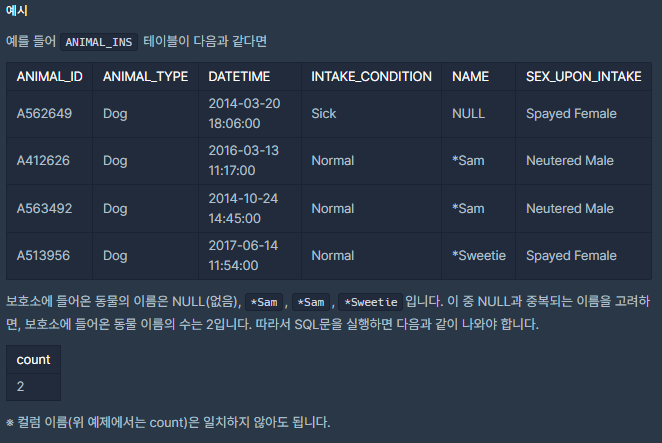 예시
예를 들어 ANIMAL_INS 테이블이 다음과 같다면
ANIMAL_ID ANIMAL_TYPE DATETIME INTAKE_CONDITION NAME SEX_UPON_INTAKE
A562649 Dog 2014-03-20 18:06:00 Sick NULL Spayed Female
A412626 Dog 2016-03-13 11:17:00 Normal *Sam Neutered Male
A563492 Dog 2014-10-24 14:45:00 Normal *Sam Neutered Male
A513956 Dog 2017-06-14 11:54:00 Normal *Sweetie Spayed Female
보호소에 들어온 동물의 이름은 NULL(없음), *Sam, *Sam, *Sweetie입니다. 이 중 NULL과 중복되는 이름을 고려하
면, 보호소에 들어온 동물 이름의 수는 2입니다. 따라서 SQL문을 실행하면 다음과 같이 나와야 합니다.
count
2
※ 컬럼 이름(위 예제에서는 count)은 일치하지 않아도 됩니다.